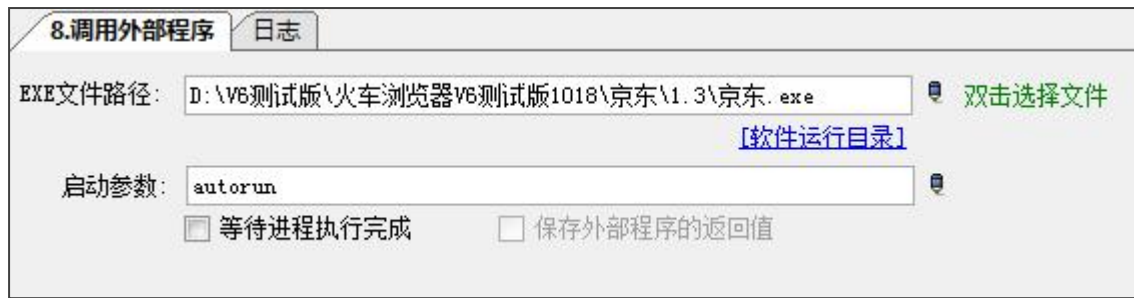 8.调用外部程序 日志
EXE文件路径: D:\V6测试版\火车浏览器V6测试版1018\京东\1.3\京东.exe 双击选择文件
[软件运行目录]
启动参数: autorun
等待进程执行完成 保存外部程序的返回值